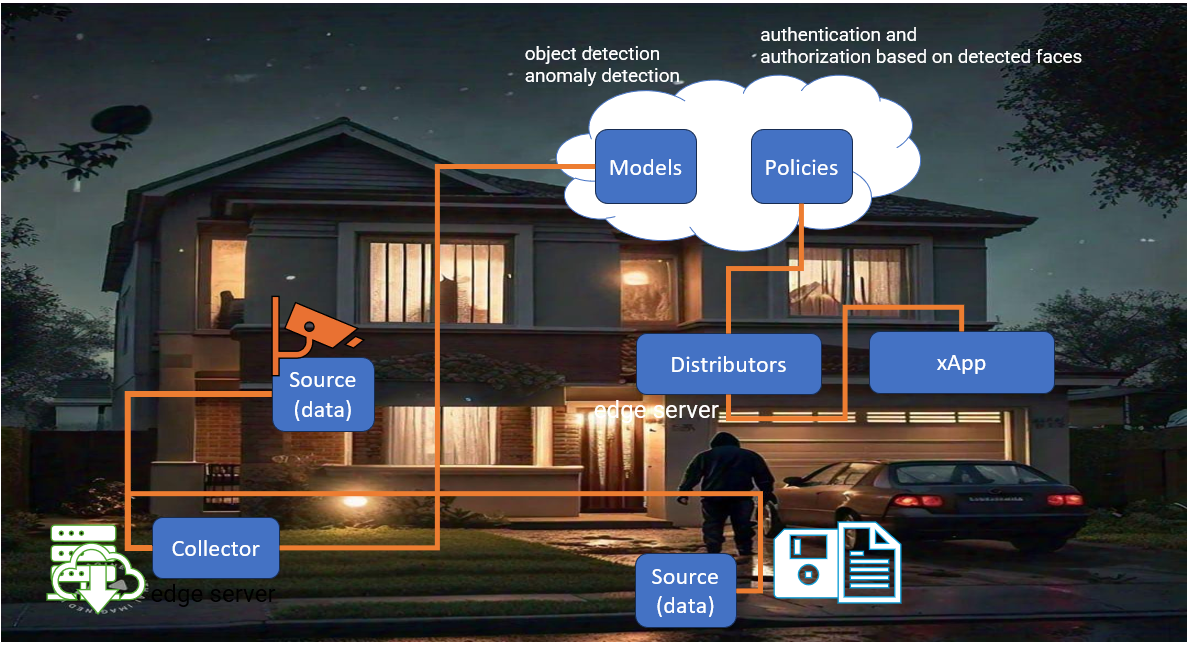 object detection
anomaly detection
authentication and
authorization based on detected faces
Models
Policies
Source
(data)
Distributors
xApp
edge server
Collector
edge server
Source
(data)